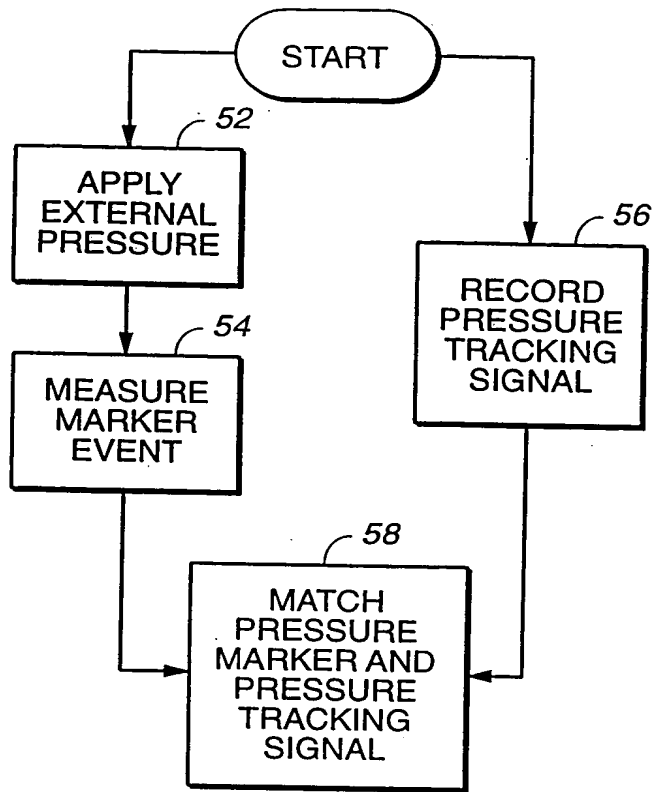 START
52
APPLY
EXTERNAL
PRESSURE
54
MEASURE
MARKER
EVENT
56
RECORD
PRESSURE
TRACKING
SIGNAL
58
MATCH
PRESSURE
MARKER AND
PRESSURE
TRACKING
SIGNAL